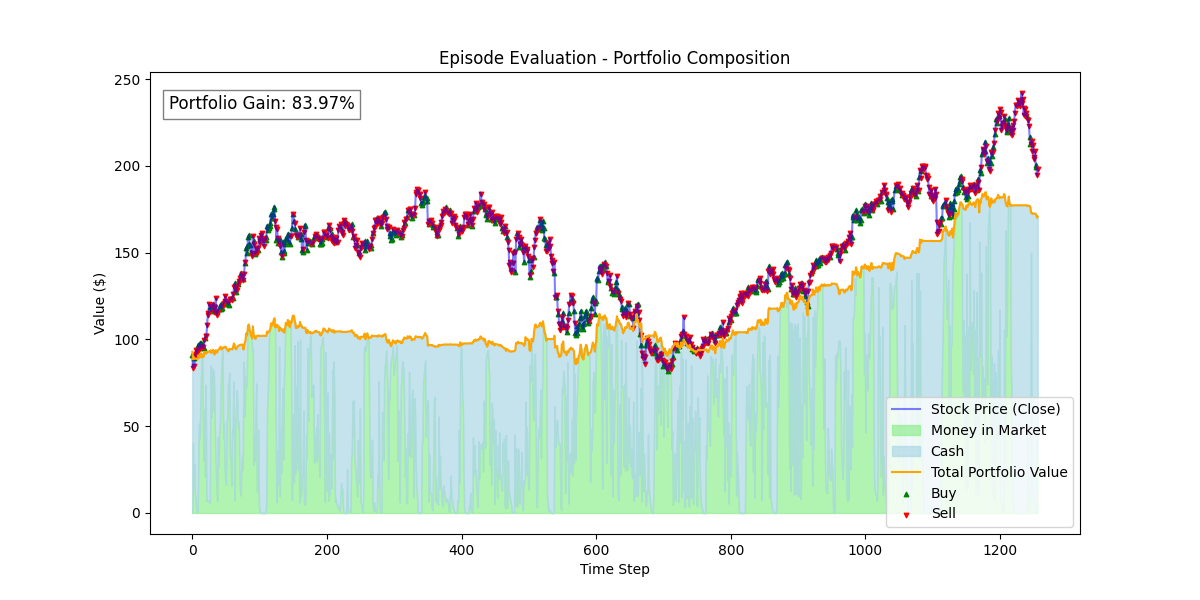 Episode Evaluation - Portfolio Composition
Portfolio Gain: 83.97%
Value ($)
250
200
150
100
50
0
0 200 400 600 800 1000 1200
Time Step
Stock Price (Close)
Money in Market
Cash
Total Portfolio Value
Buy
Sell